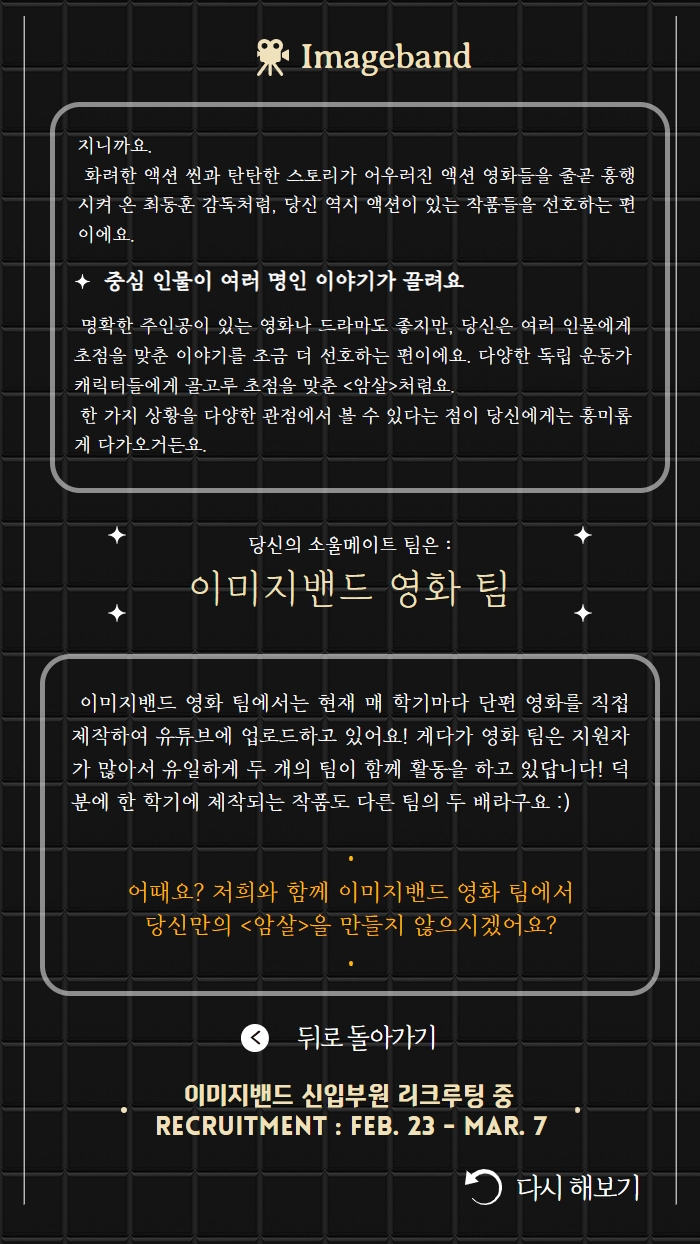 Imageband
지니까요.
화려한 액션 씬과 탄탄한 스토리가 어우러진 액션 영화들을 줄곧 흥행
시켜 온 최동훈 감독처럼, 당신 역시 액션이 있는 작품들을 선호하는 편
이에요.
중심 인물이 여러 명인 이야기가 끌려요
명확한 주인공이 있는 영화나 드라마도 좋지만, 당신은 여러 인물에게
초점을 맞춘 이야기를 조금 더 선호하는 편이에요. 다양한 독립 운동가
캐릭터들에게 골고루 초점을 맞춘 <암살>처럼요.
한 가지 상황을 다양한 관점에서 볼 수 있다는 점이 당신에게는 흥미롭
게 다가오거든요.
당신의 소울메이트 팀은 :
이미지밴드 영화 팀
이미지밴드 영화 팀에서는 현재 매 학기마다 단편 영화를 직접
제작하여 유튜브에 업로드하고 있어요! 게다가 영화 팀은 지원자
가 많아서 유일하게 두 개의 팀이 함께 활동을 하고 있답니다! 덕
분에 한 학기에 제작되는 작품도 다른 팀의 두 배라구요 :)
어때요? 저희와 함께 이미지밴드 영화 팀에서
당신만의 <암살>을 만들지 않으시겠어요?
뒤로 돌아가기
이미지밴드 신입부원 리크루팅 중
RECRUITMENT : FEB. 23 - MAR. 7
다시 해보기